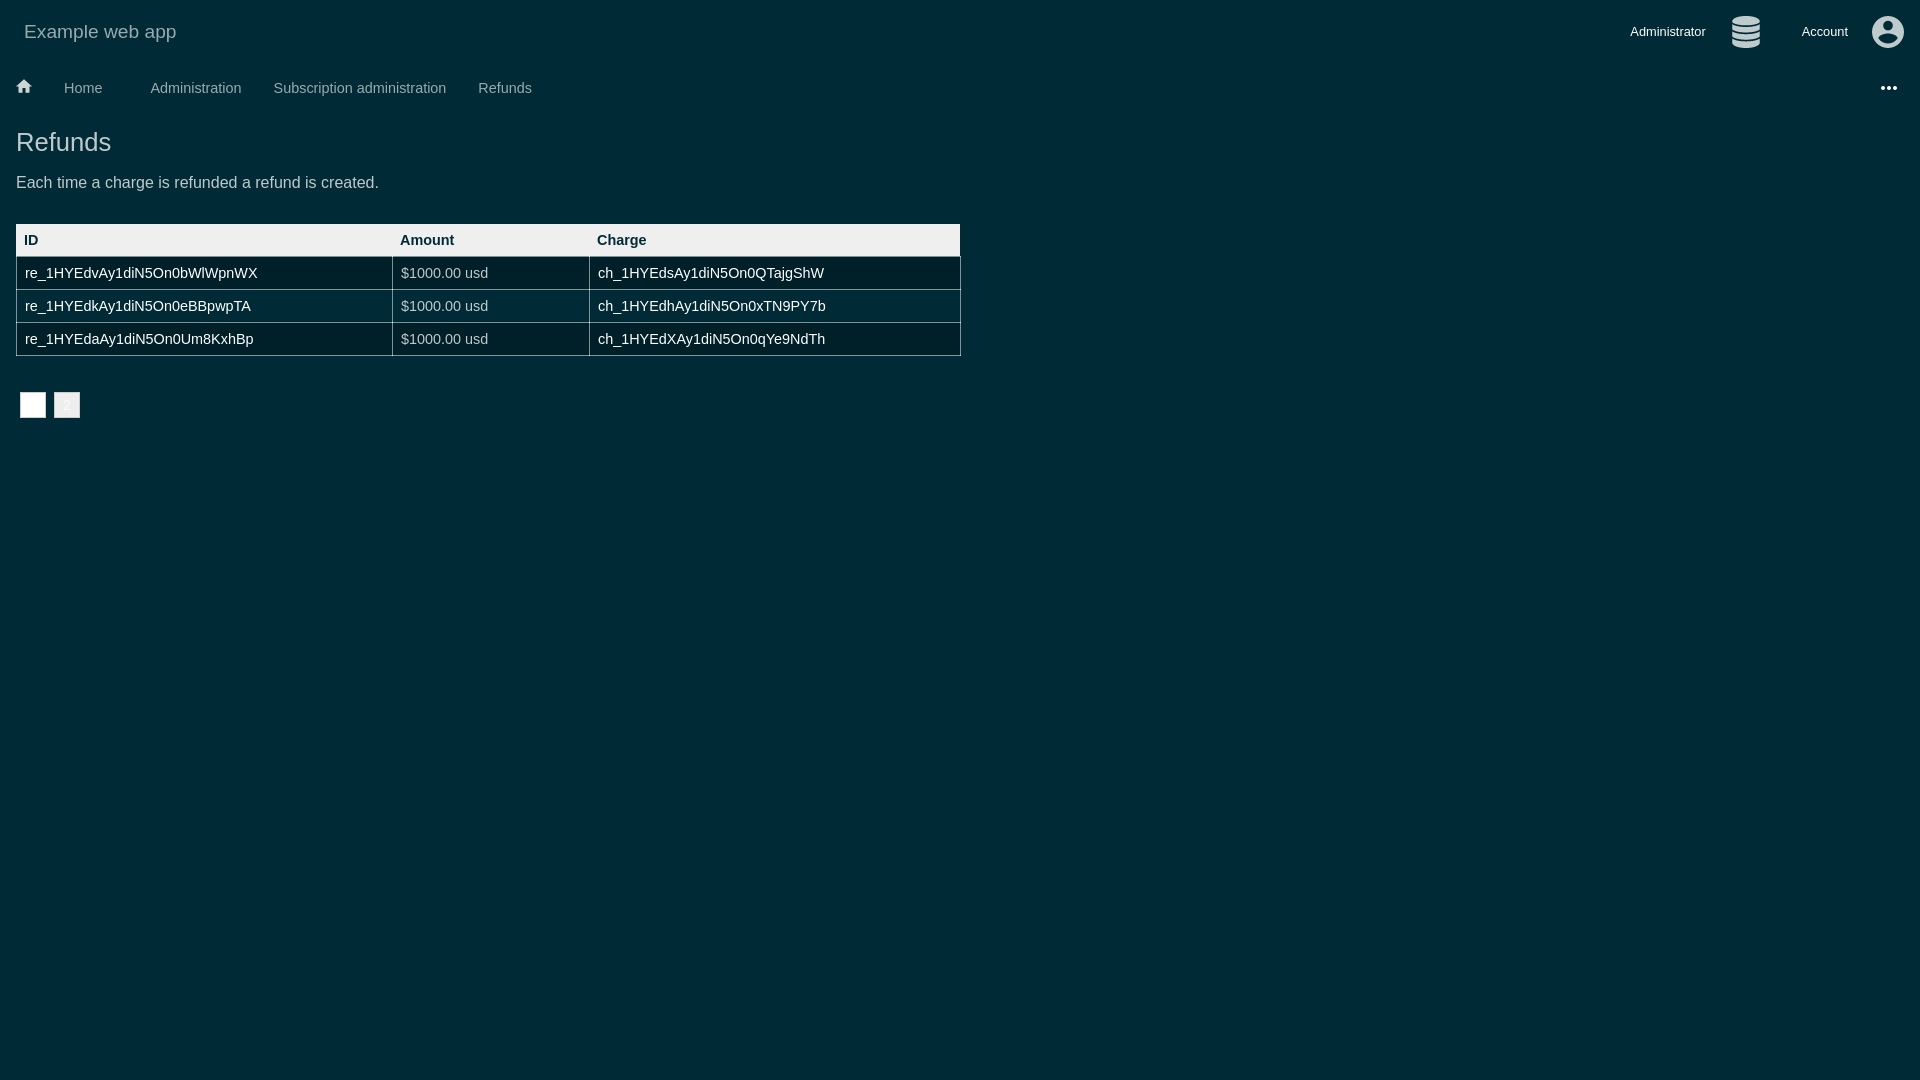 Example web app
Administrator
Account
Home
Administration
Subscription administration
Refunds
Refunds
Each time a charge is refunded a refund is created.
ID Amount Charge
re_1HYEdvAy1diN5On0bWlWpnWX $1000.00 usd ch_1HYEdsAy1diN5On0QTajgShW
re_1HYEdkAy1diN5On0eBBpwpTA $1000.00 usd ch_1HYEdhAy1diN5On0xTN9PY7b
re_1HYEdaAy1diN5On0Um8KxhBp $1000.00 usd ch_1HYEdXAy1diN5On0qYe9NdTh
2